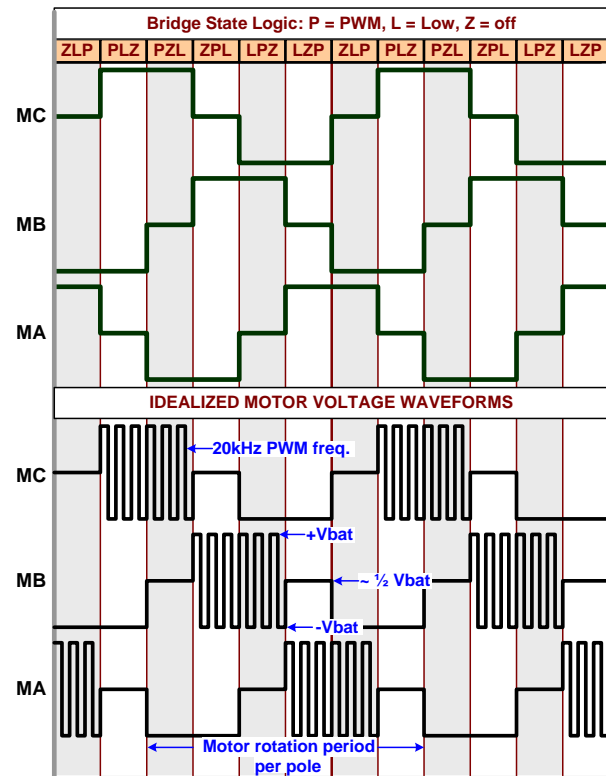 Bridge State Logic: P = PWM, L = Low, Z = off
ZLP PLZ PZL ZPL LPZ LZP ZLP PLZ PZL ZPL LPZ LZP
MC
MB
MA
IDEALIZED MOTOR VOLTAGE WAVEFORMS
20kHz PWM freq.
MC
+Vbat
MB
~ ½ Vbat
-Vbat
MA
Motor rotation period
per pole